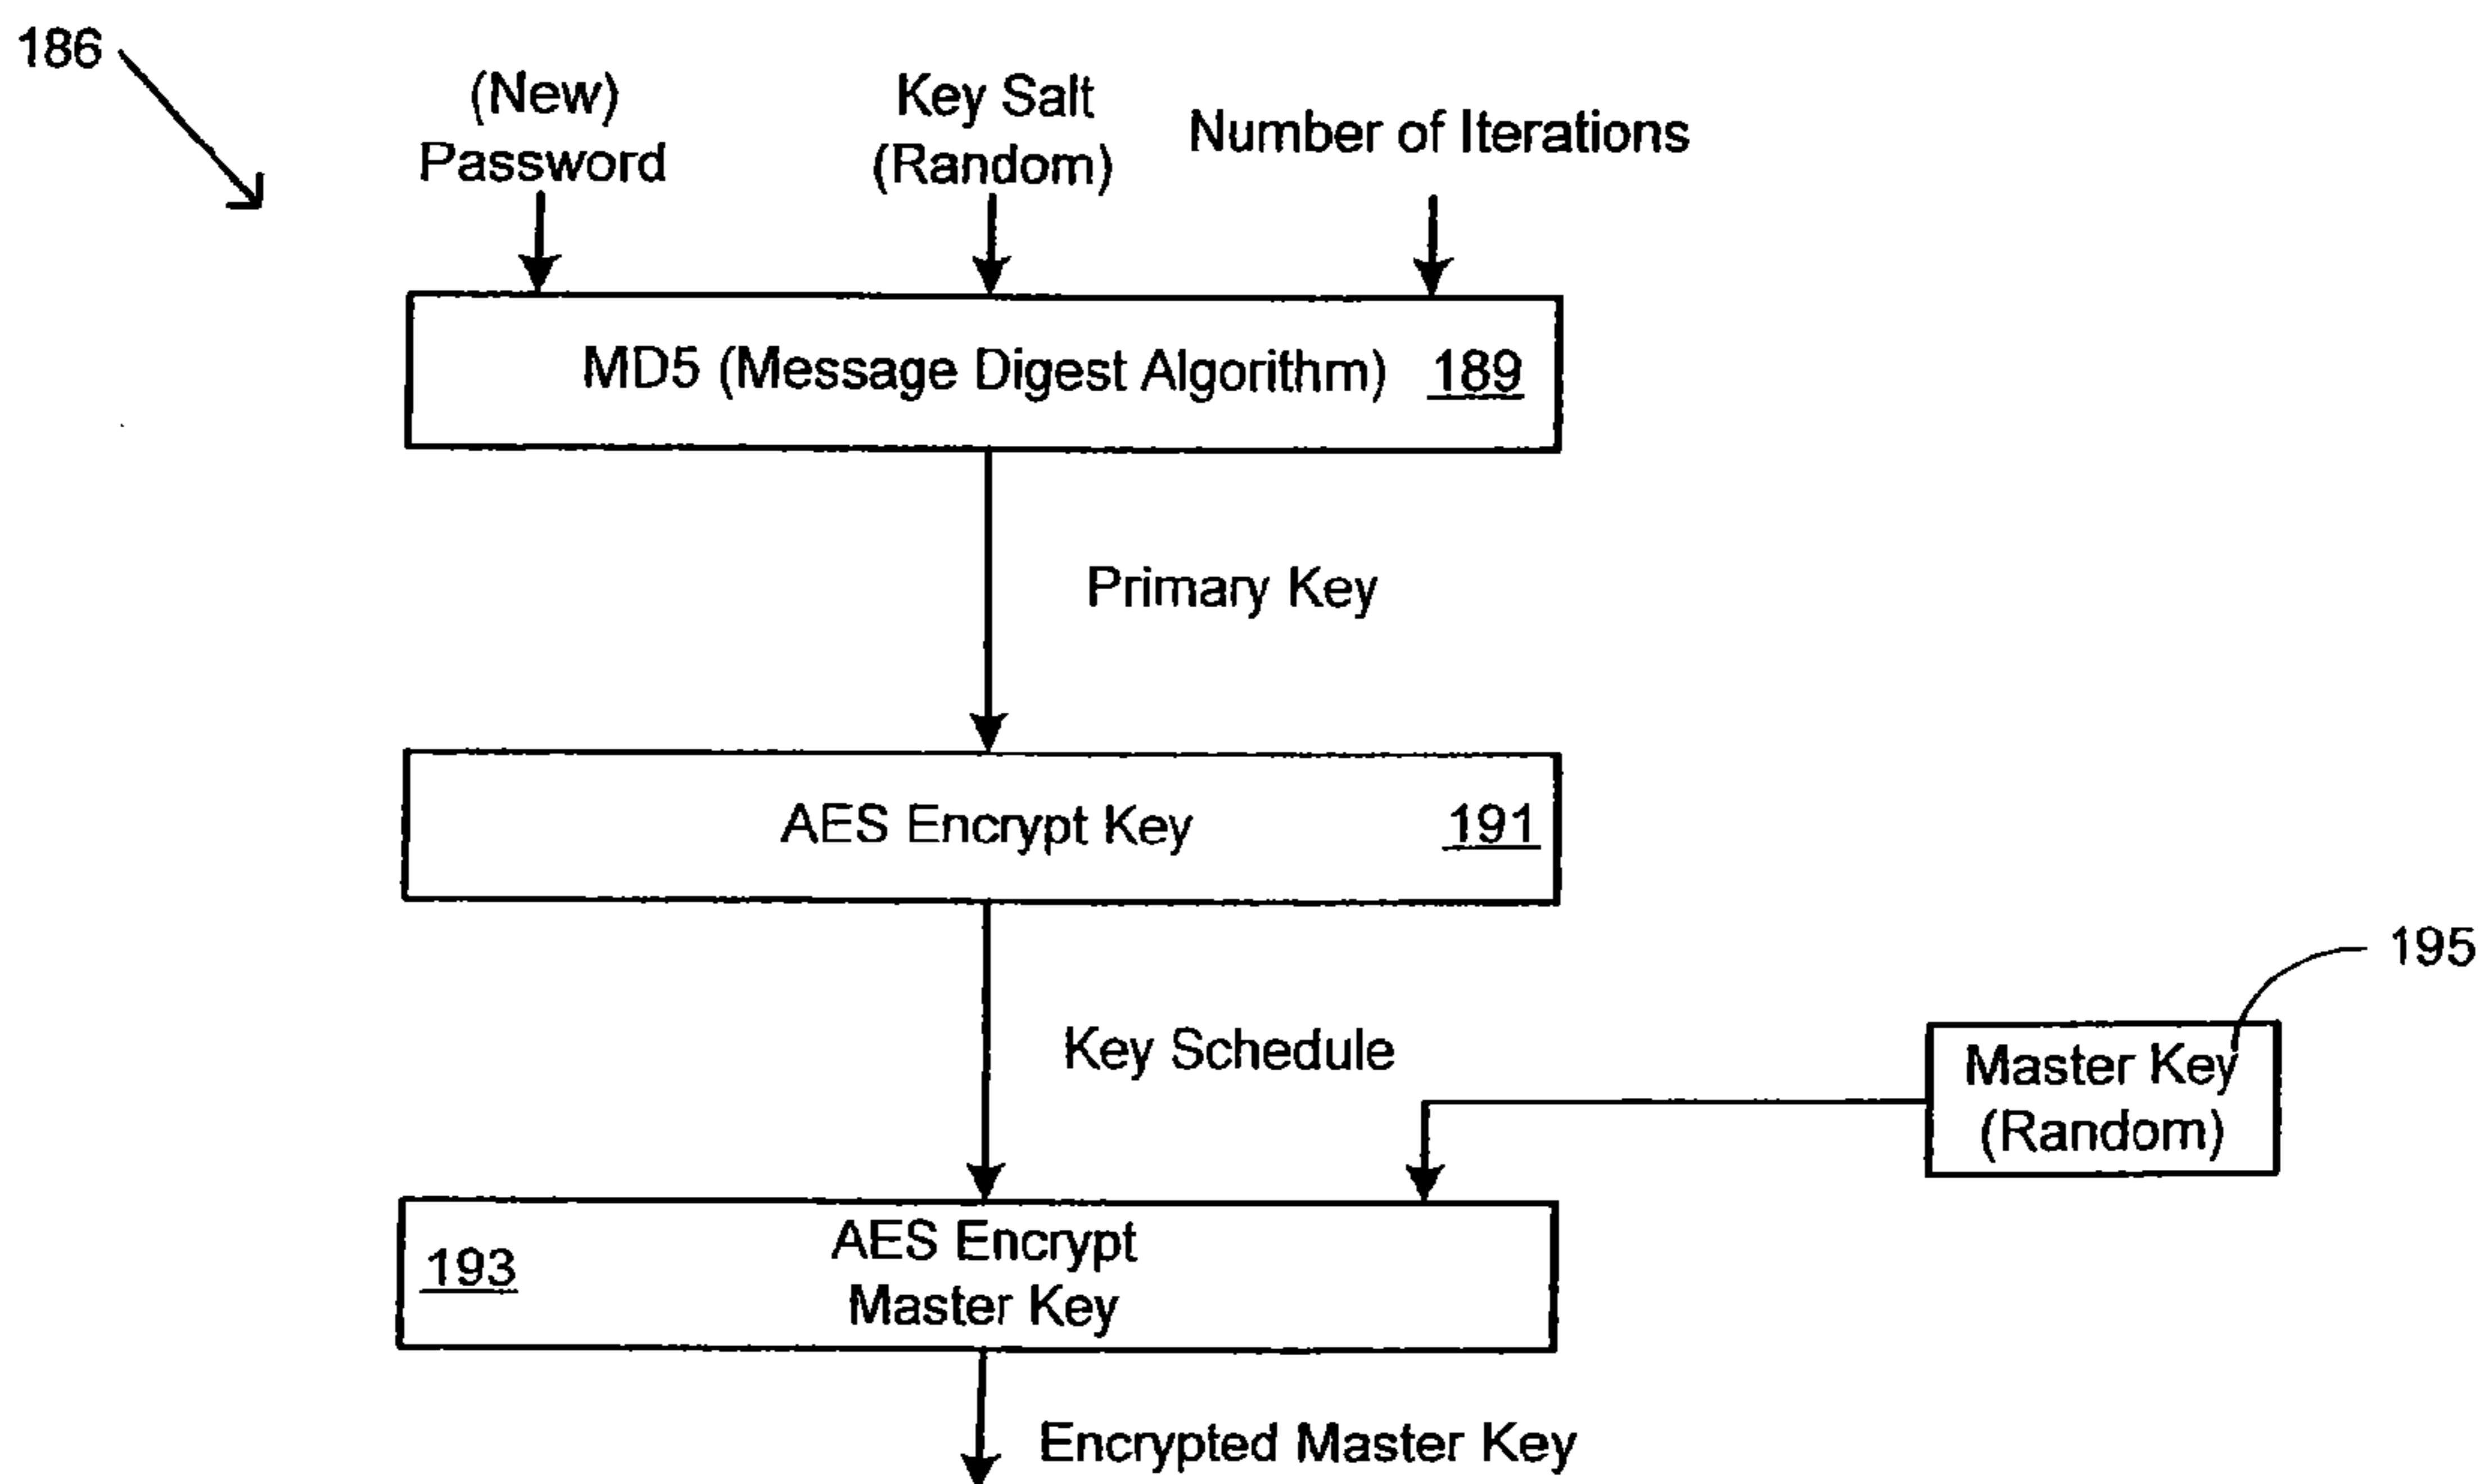 186
(New)
Password
Key Salt
(Random)
Number of Iterations
MD5 (Message Digest Algorithm) 189
Primary Key
AES Encrypt Key 191
195
Key Schedule
Master Key
(Random)
193
AES Encrypt
Master Key
Encrypted Master Key